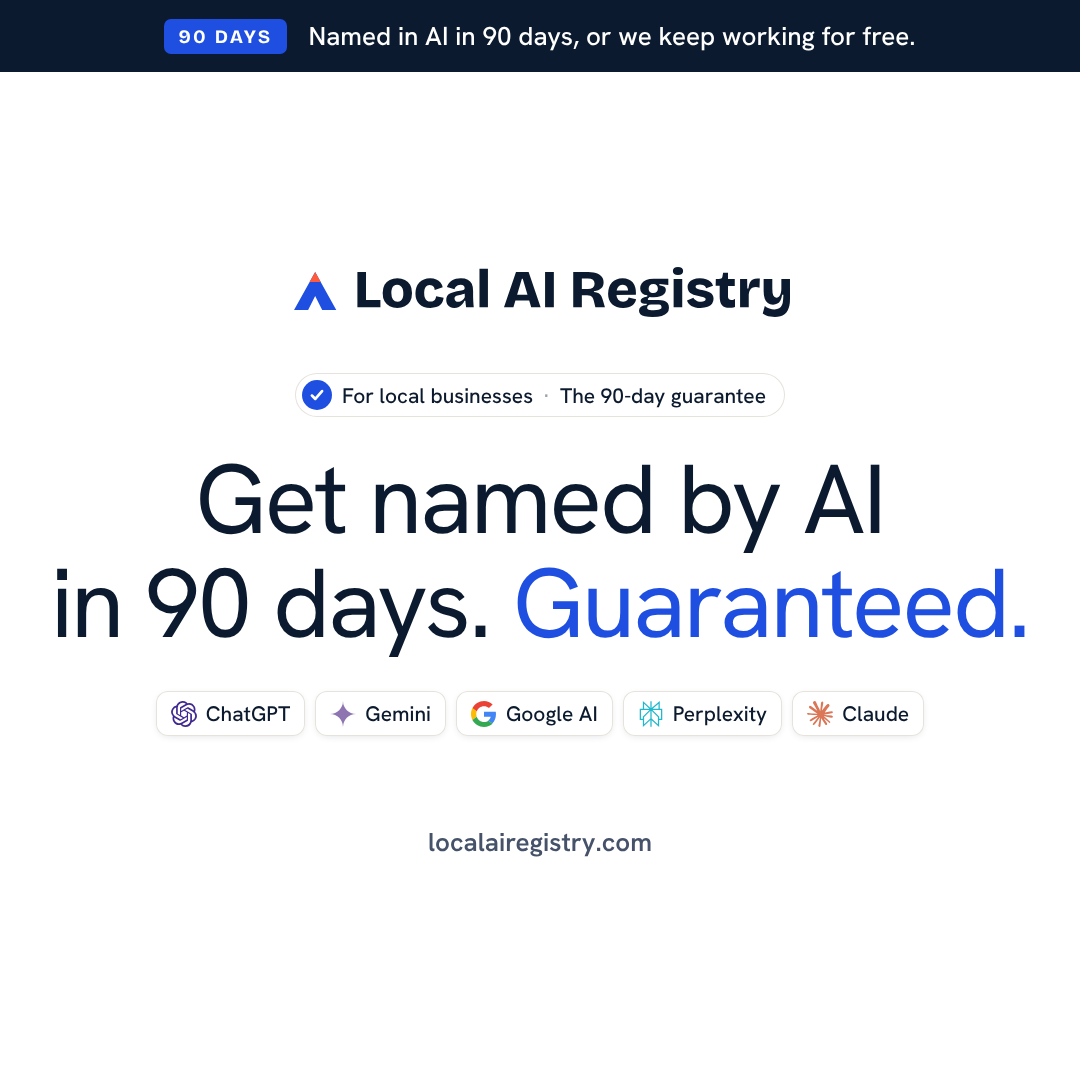 90 DAYS Named in AI in 90 days, or we keep working for free.
Local AI Registry
For local businesses · The 90-day guarantee
Get named by AI
in 90 days. Guaranteed.
ChatGPT Gemini Google AI Perplexity Claude
localairegistry.com